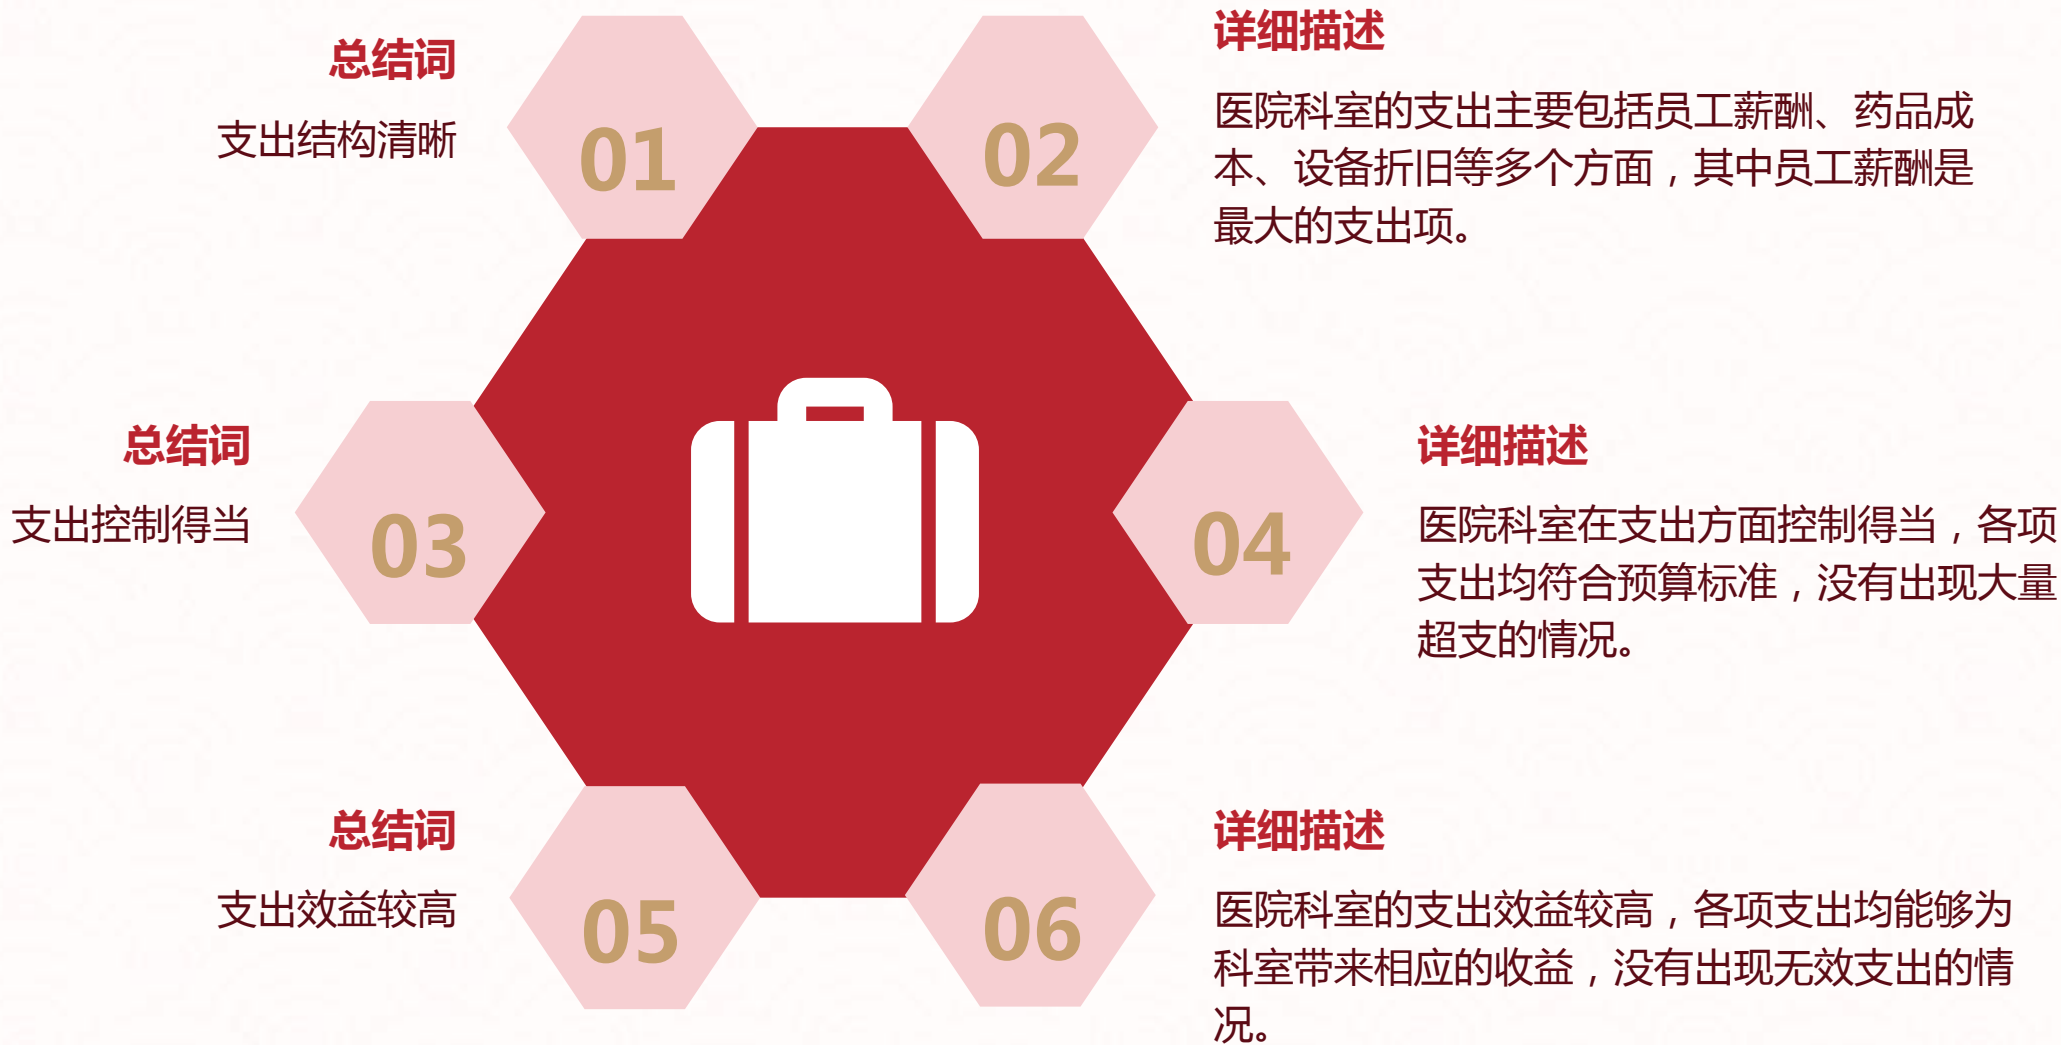 总结词
支出结构清晰
01
02
详细描述
医院科室的支出主要包括员工薪酬、药品成
本、设备折旧等多个方面，其中员工薪酬是
最大的支出项。
总结词
支出控制得当
03
04
详细描述
医院科室在支出方面控制得当，各项
支出均符合预算标准，没有出现大量
超支的情况。
总结词
支出效益较高
05
06
详细描述
医院科室的支出效益较高，各项支出均能够为
科室带来相应的收益，没有出现无效支出的情
况。